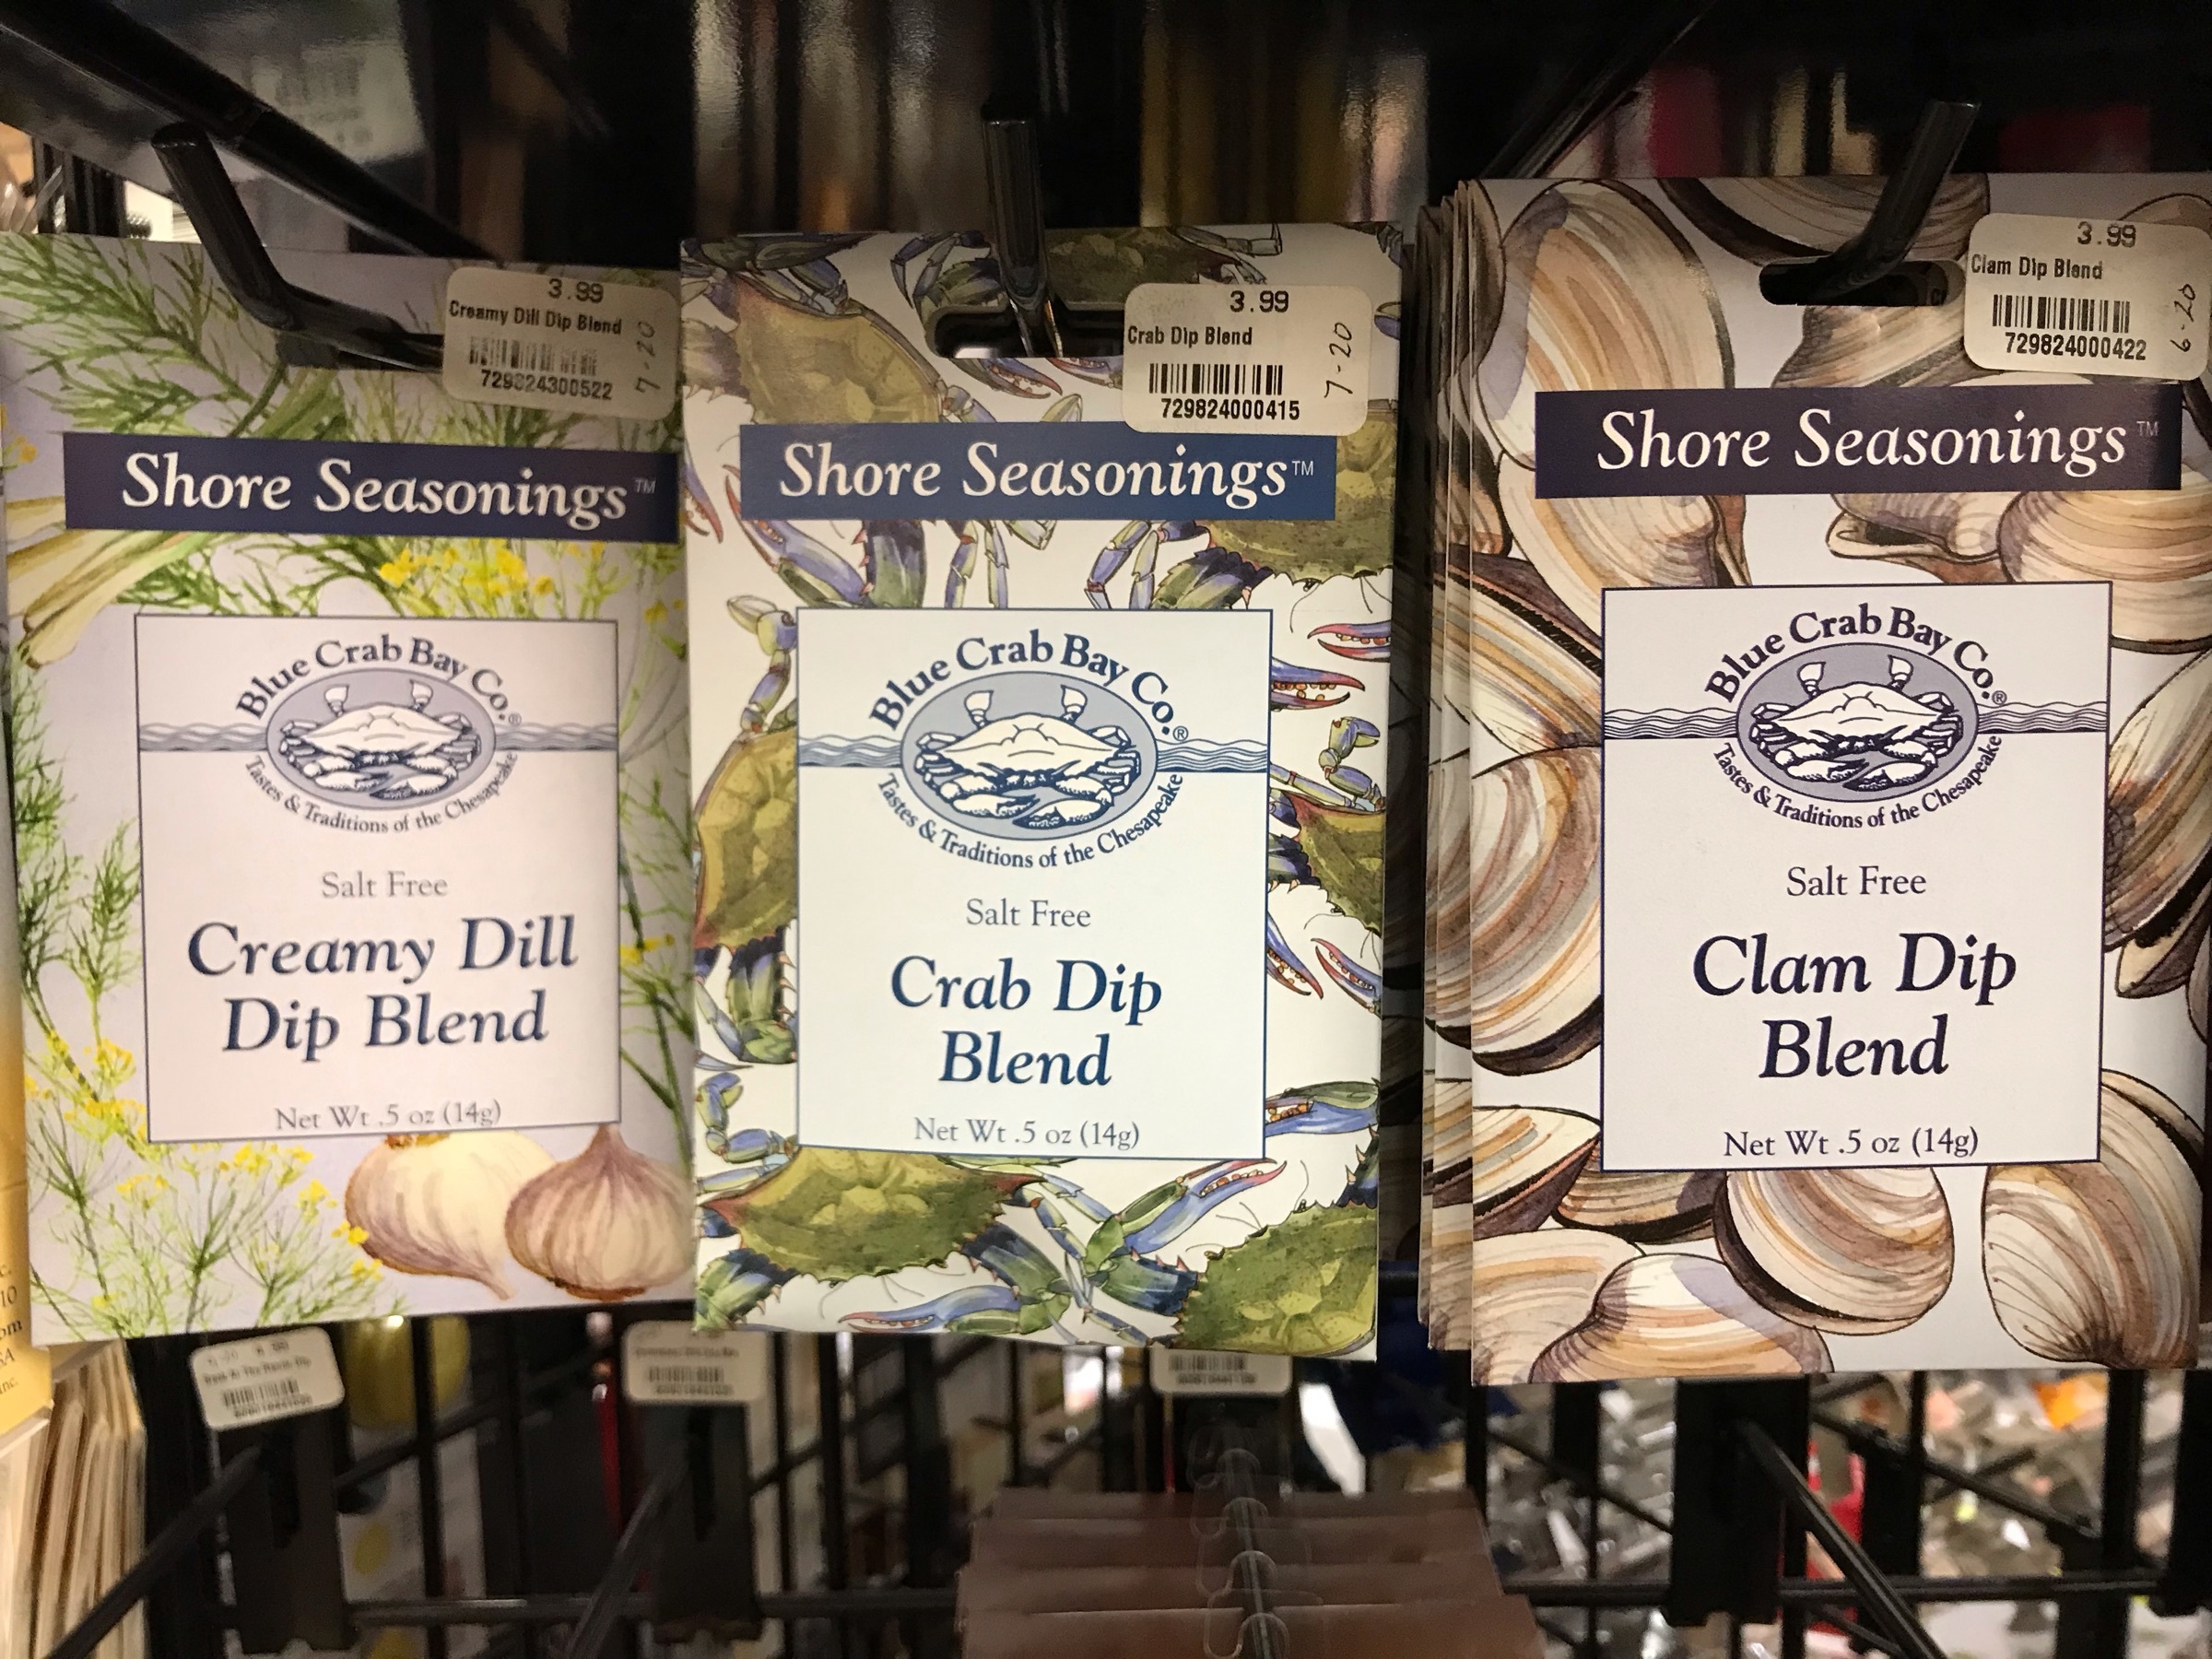 3.99
Creamy Dill Dip Blend
7-20
Shore Seasonings™
Blue Crab Bay Co.®
Tastes & Traditions of the Chesapeake
Salt Free
Creamy Dill
Dip Blend
Net Wt .5 oz (14g)
3.99
Crab Dip Blend
729824000415
7-20
Shore Seasonings™
Blue Crab Bay Co.®
Tastes & Traditions of the Chesapeake
Salt Free
Crab Dip
Blend
Net Wt .5 oz (14g)
3.99
Clam Dip Blend
729824000422
6-20
Shore Seasonings™
Blue Crab Bay Co.®
Tastes & Traditions of the Chesapeake
Salt Free
Clam Dip
Blend
Net Wt .5 oz (14g)